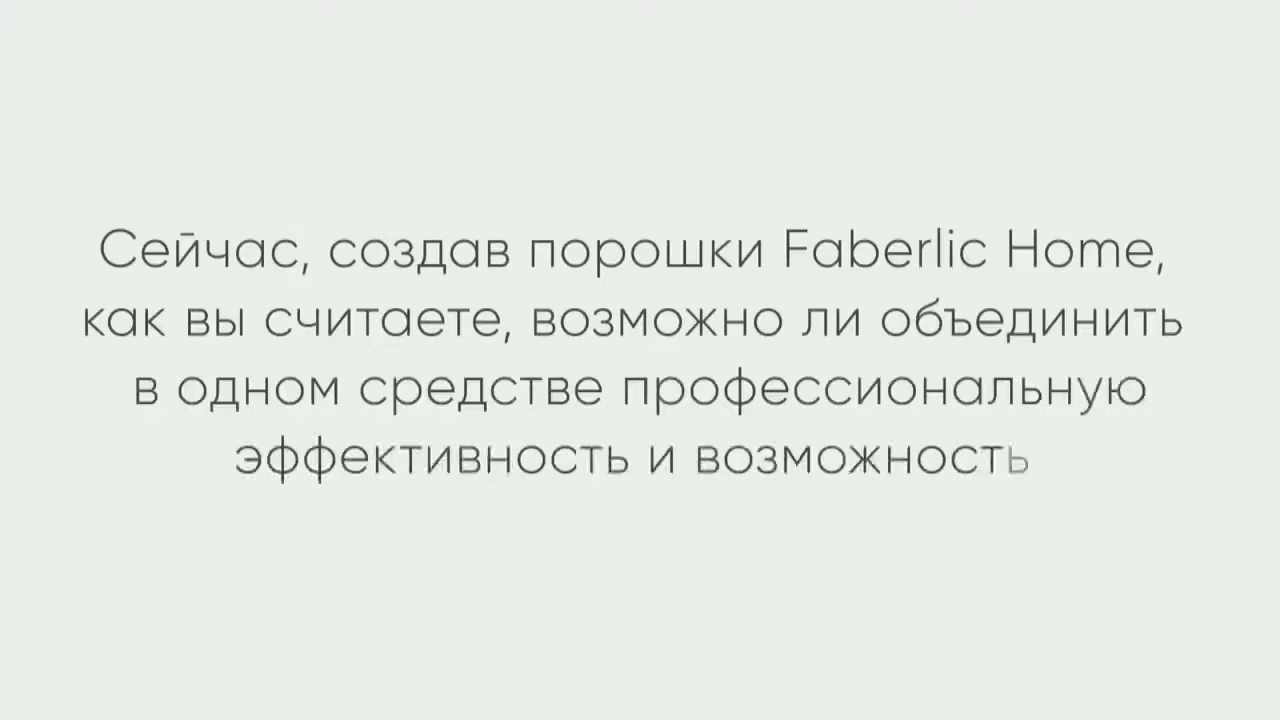 Сейчас, создав порошки Faberlic Home,
как вы считаете, возможно ли объединить
в одном средстве профессиональную
эффективность и возможность